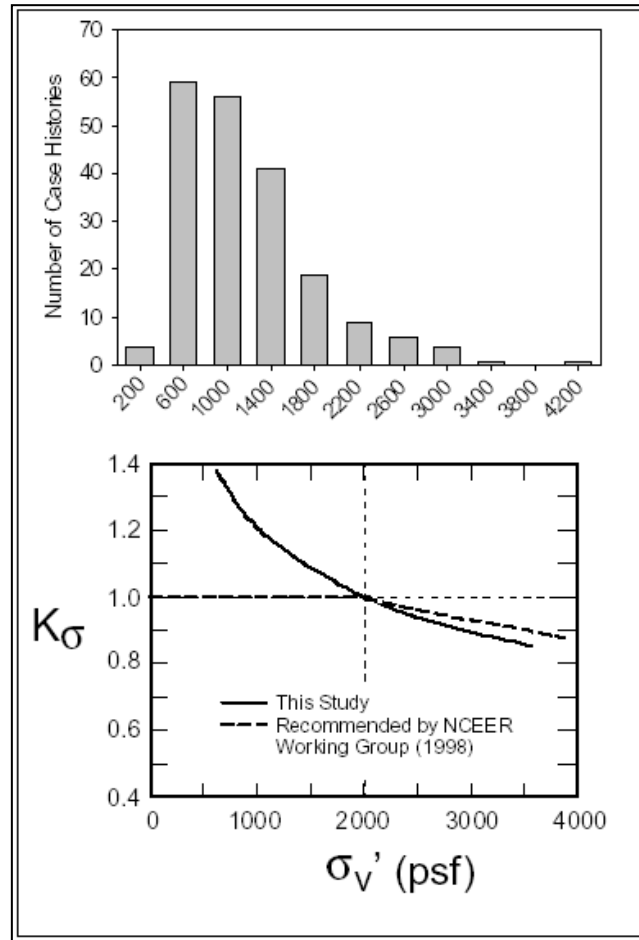 70
60
50
40
30
20
10
0
Number of Case Histories
200 600 1000 1400 1800 2200 2600 3000 3400 3800 4200
1.4
1.2
1.0
0.8
0.6
0.4
Kσ
This Study
Recommended by NCEER
Working Group (1998)
0 1000 2000 3000 4000
σv' (psf)